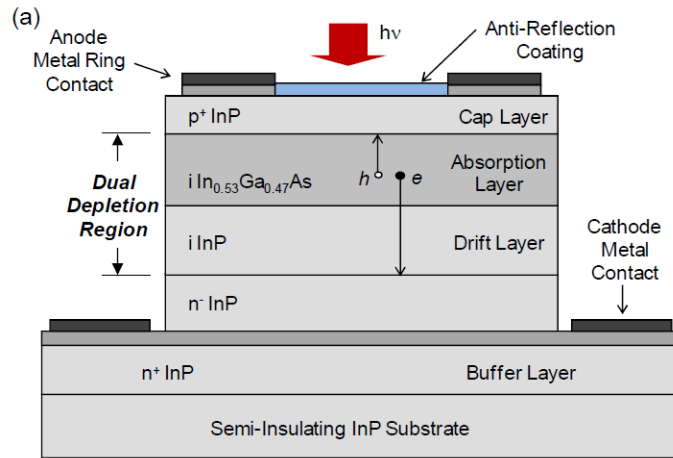 (a)
Anode
Metal Ring
Contact
hν
Anti-Reflection
Coating
p⁺ InP
Cap Layer
Dual
Depletion
Region
i In₀.₅₃Ga₀.₄₇As
h
e
Absorption
Layer
i InP
Drift Layer
Cathode
Metal
Contact
n⁻ InP
n⁺ InP
Buffer Layer
Semi-Insulating InP Substrate